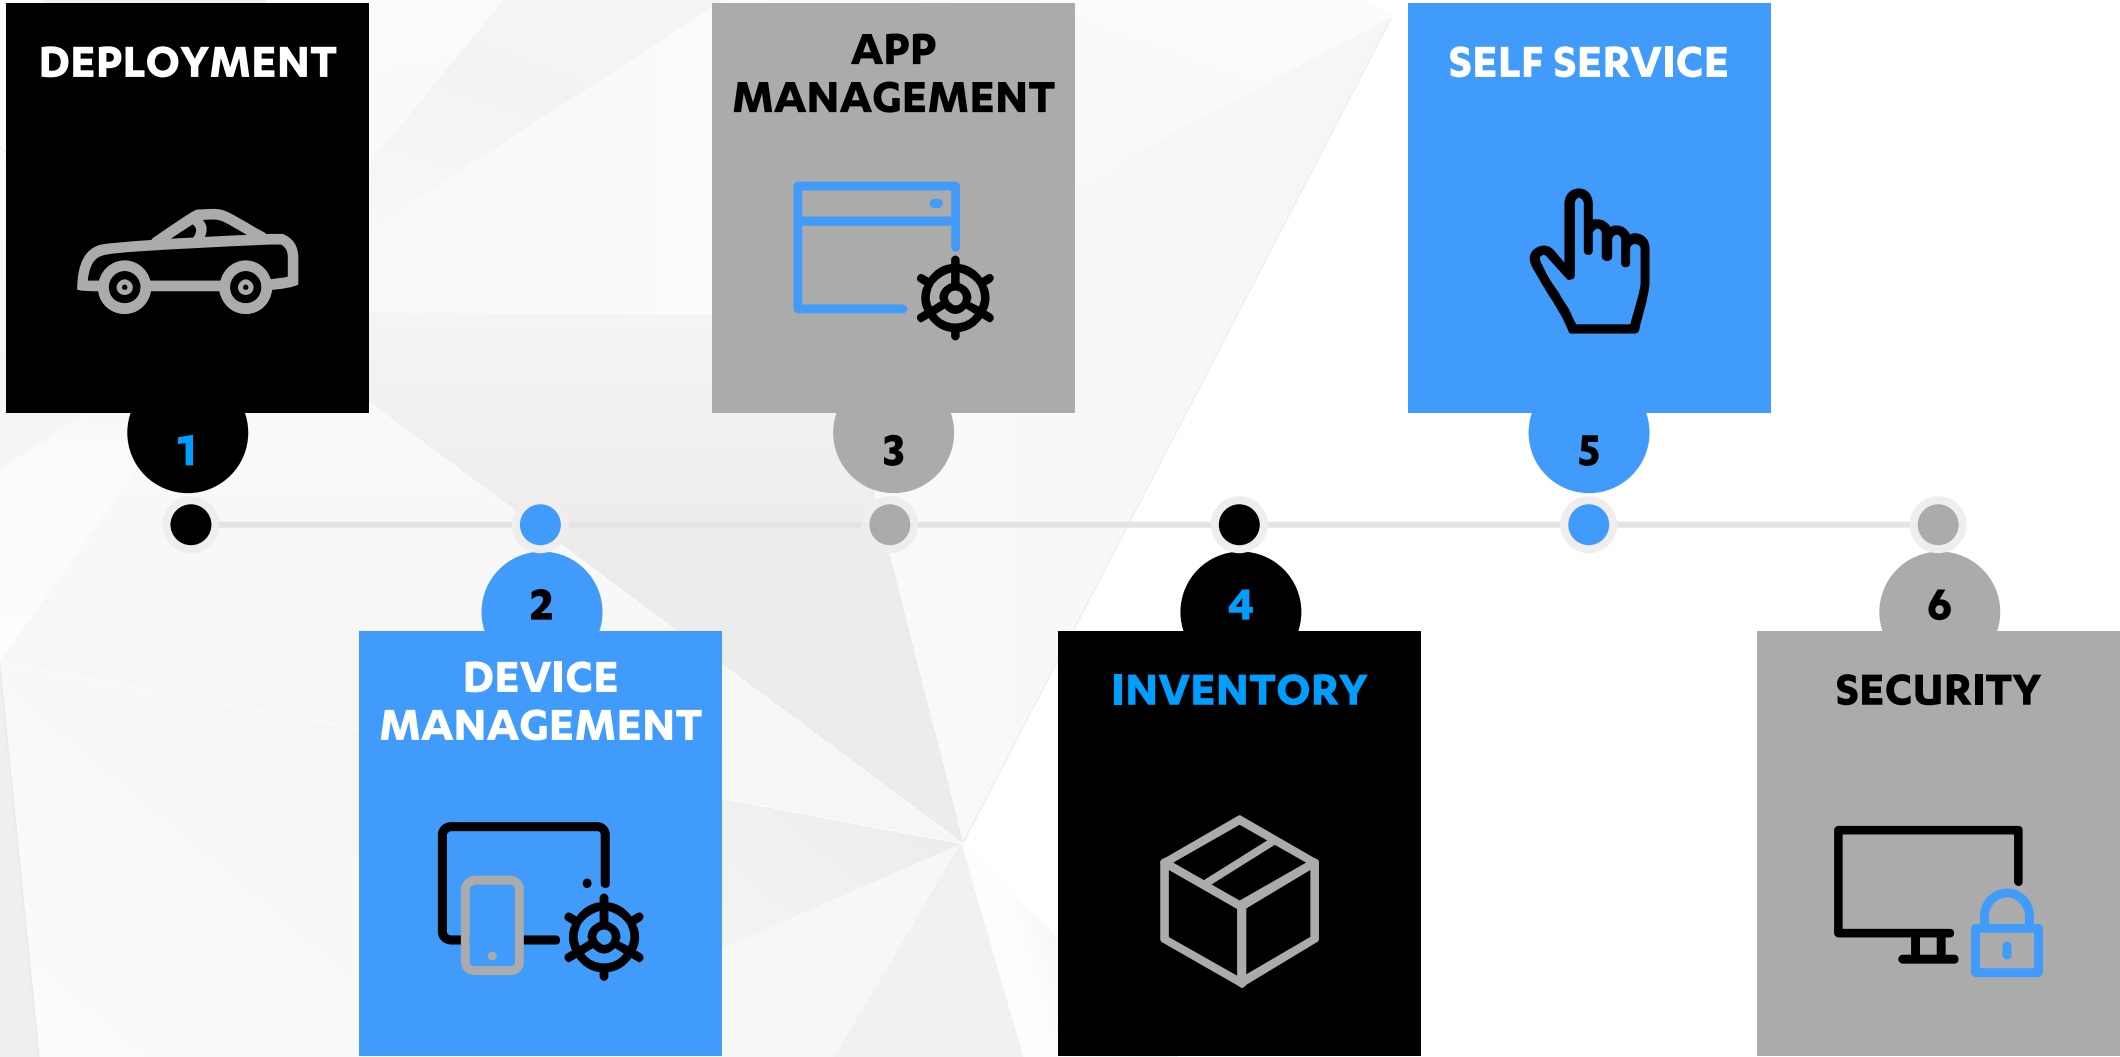 DEPLOYMENT
1
2
DEVICE
MANAGEMENT
APP
MANAGEMENT
3
4
INVENTORY
SELF SERVICE
5
6
SECURITY